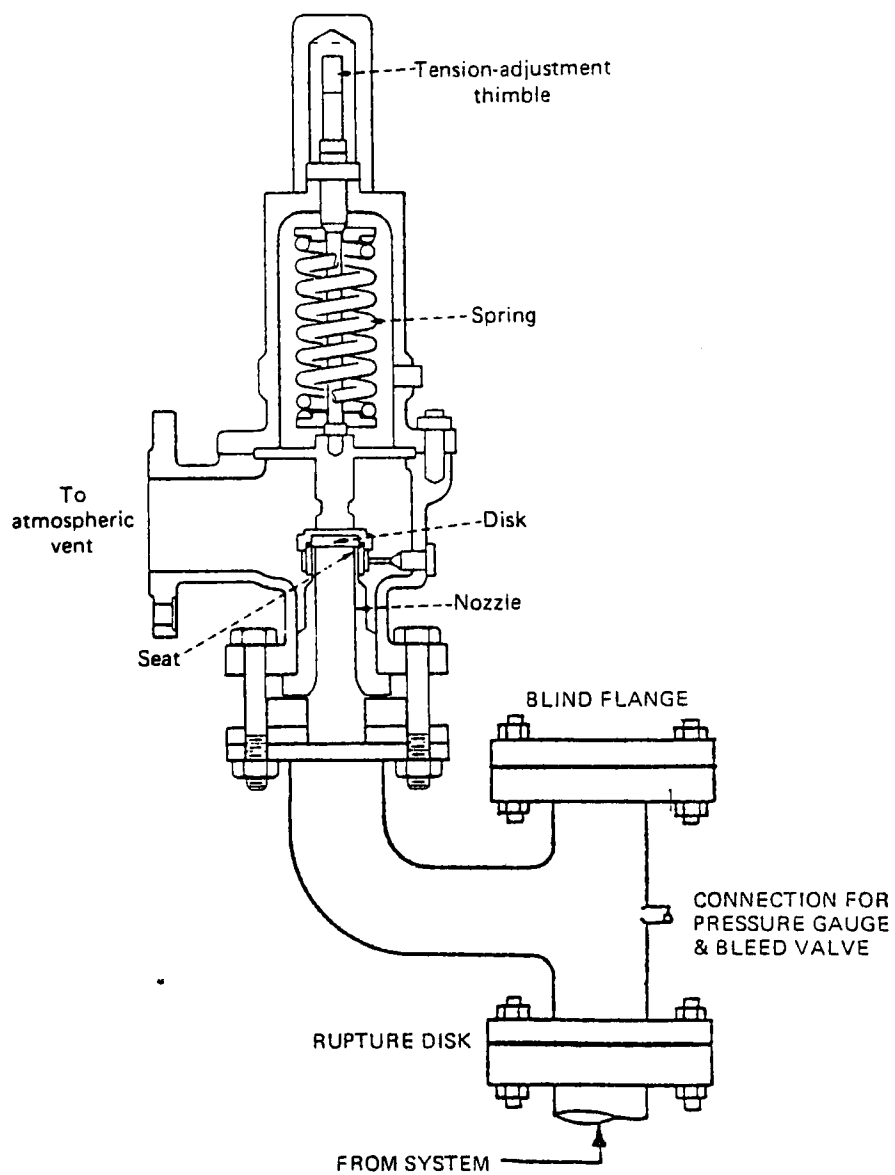 Tension-adjustment
thimble
Spring
To
atmospheric
vent
Disk
Nozzle
Seat
BLIND FLANGE
CONNECTION FOR
PRESSURE GAUGE
& BLEED VALVE
RUPTURE DISK
FROM SYSTEM